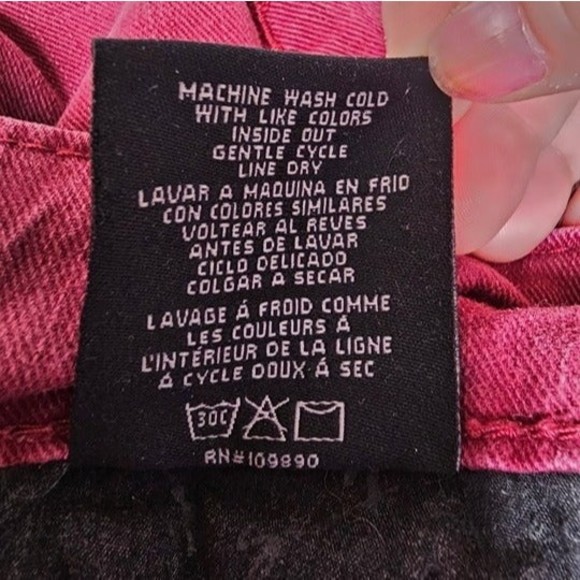 MACHINE WASH COLD
WITH LIKE COLORS
INSIDE OUT
GENTLE CYCLE
LINE DRY
LAVAR A MAQUINA EN FRIO
CON COLORES SIMILARES
VOLTEAR AL REVES
ANTES DE LAVAR
CICLO DELICADO
COLGAR A SECAR
LAVAGE Á FROID COMME
LES COULEURS Á
L'INTÉRIEUR DE LA LIGNE
Á CYCLE DOUX Á SEC
30C
RN#109890